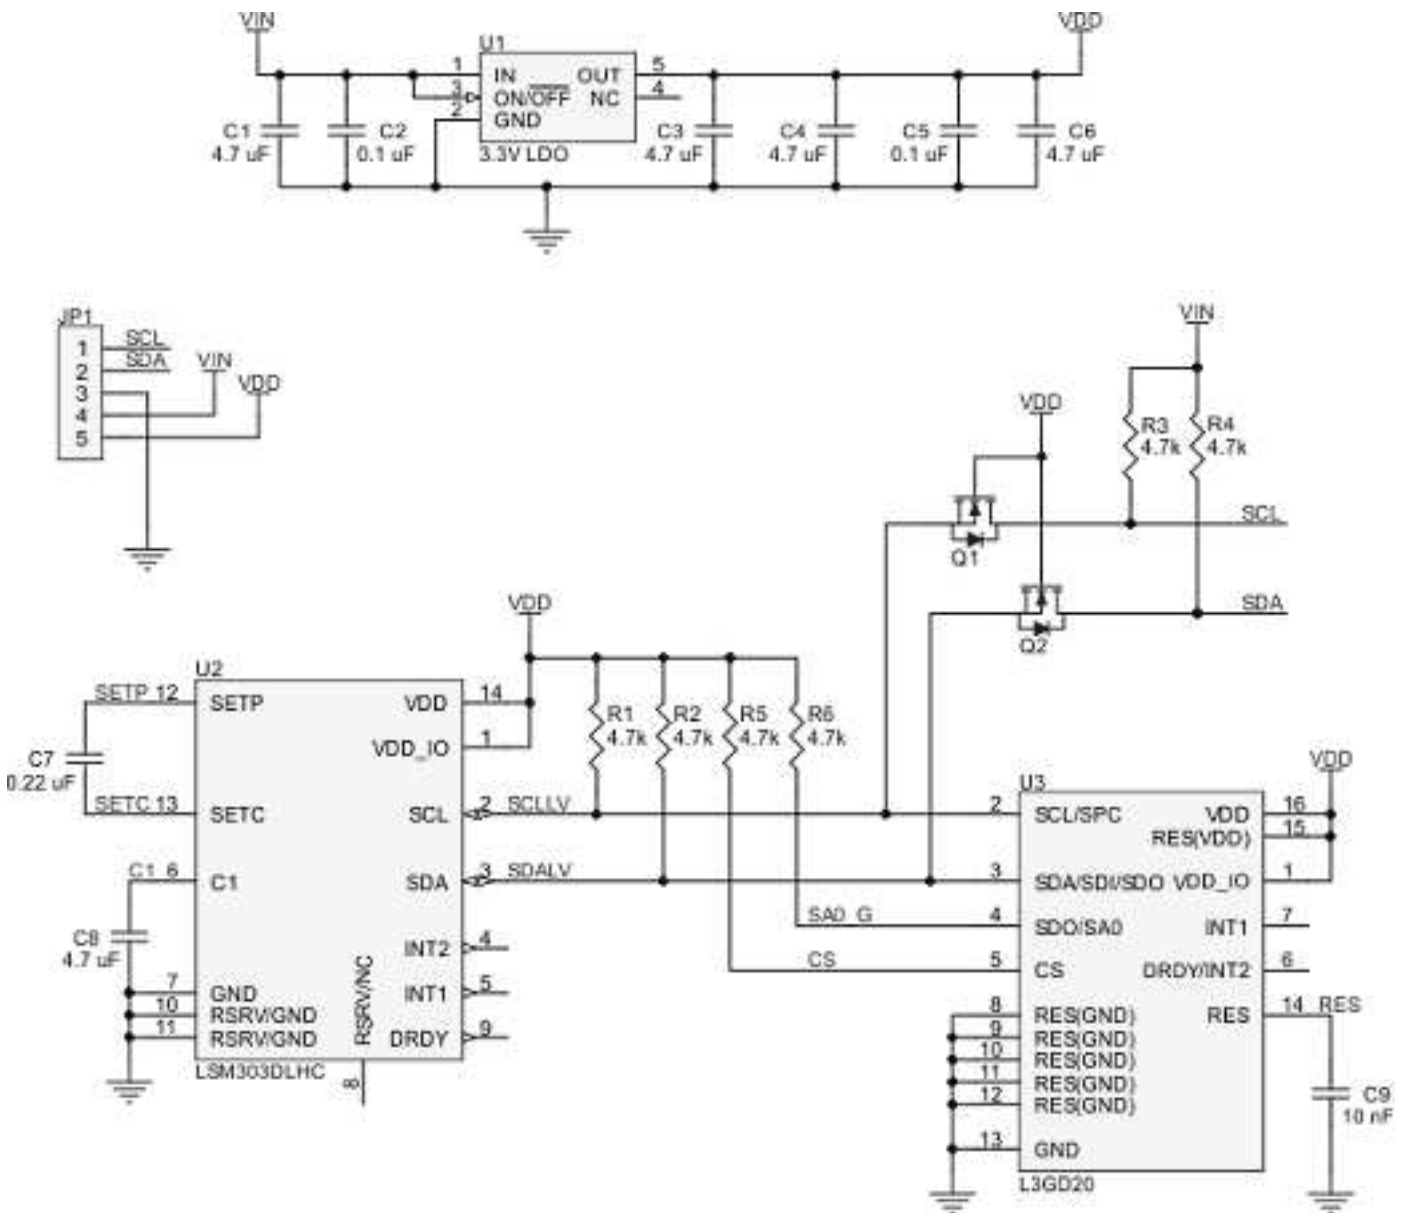 VIN
VDD
U1
1 IN OUT 5
3 ON/OFF NC 4
2 GND
3.3V LDO
C1
4.7 uF
C2
0.1 uF
C3
4.7 uF
C4
4.7 uF
C5
0.1 uF
C6
4.7 uF
JP1
1 SCL
2 SDA
3
4
5
VIN
VDD
VIN
VDD
R3
4.7k
R4
4.7k
SCL
Q1
SDA
Q2
VDD
U2
SETP 12 SETP
SETC 13 SETC
C1 6 C1
7 GND
10 RSRV/GND
11 RSRV/GND
VDD 14
VDD_IO 1
SCL 2 SCLLV
SDA 3 SDALV
INT2 4
INT1 5
DRDY 9
RSRV/NC
8
LSM303DLHC
C7
0.22 uF
C8
4.7 uF
R1
4.7k
R2
4.7k
R5
4.7k
R6
4.7k
SA0_G
CS
VDD
U3
2 SCL/SPC
3 SDA/SDI/SDO
4 SDO/SA0
5 CS
8 RES(GND)
9 RES(GND)
10 RES(GND)
11 RES(GND)
12 RES(GND)
13 GND
VDD 16
RES(VDD) 15
VDD_IO 1
INT1 7
DRDY/INT2 6
RES 14 RES
L3GD20
C9
10 nF